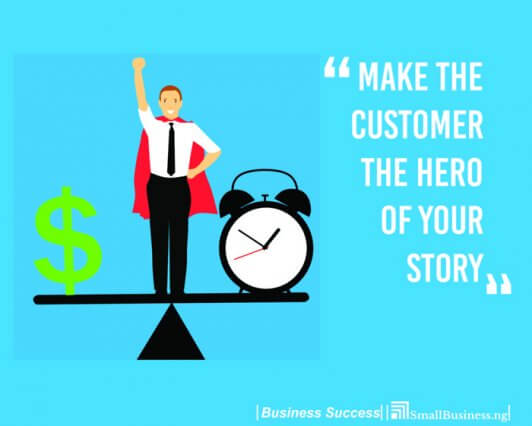 “ MAKE THE
CUSTOMER
THE HERO
OF YOUR
STORY „
$
|Business Success| | SmallBusiness.ng|